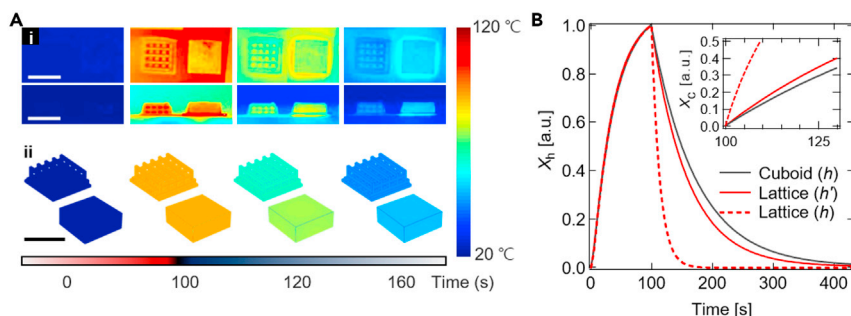 A
i
120 ℃
ii
20 ℃
0 100 120 160 Time (s)
B
Xh [a.u.]
1.0
0.8
0.6
0.4
0.2
0.0
0 100 200 300 400
Time [s]
Xc [a.u.]
0.5
0.4
0.3
0.2
0.1
0.0
100 120
Cuboid (h)
Lattice (h')
Lattice (h)